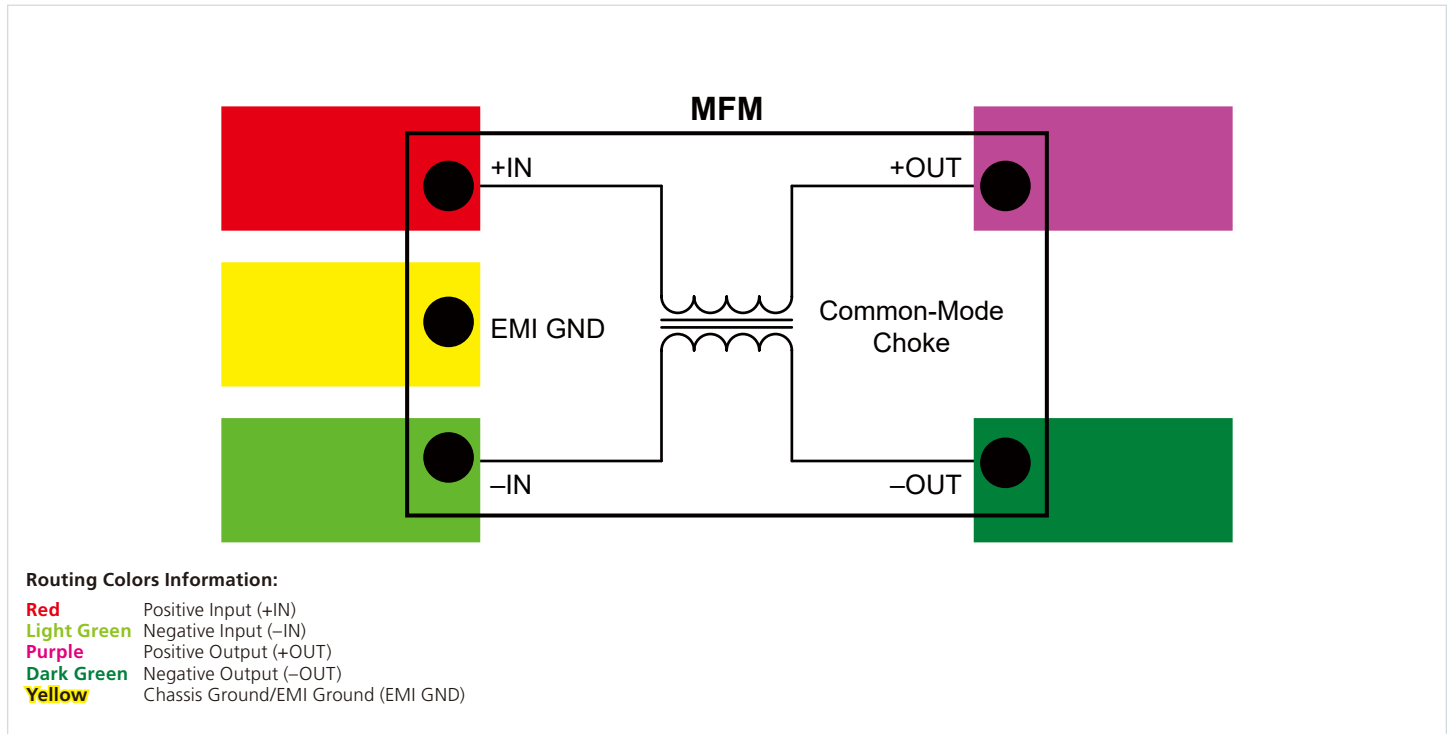 MFM
+IN
+OUT
EMI GND
Common-Mode
Choke
–IN
–OUT
Routing Colors Information:
Red Positive Input (+IN)
Light Green Negative Input (–IN)
Purple Positive Output (+OUT)
Dark Green Negative Output (–OUT)
Yellow Chassis Ground/EMI Ground (EMI GND)